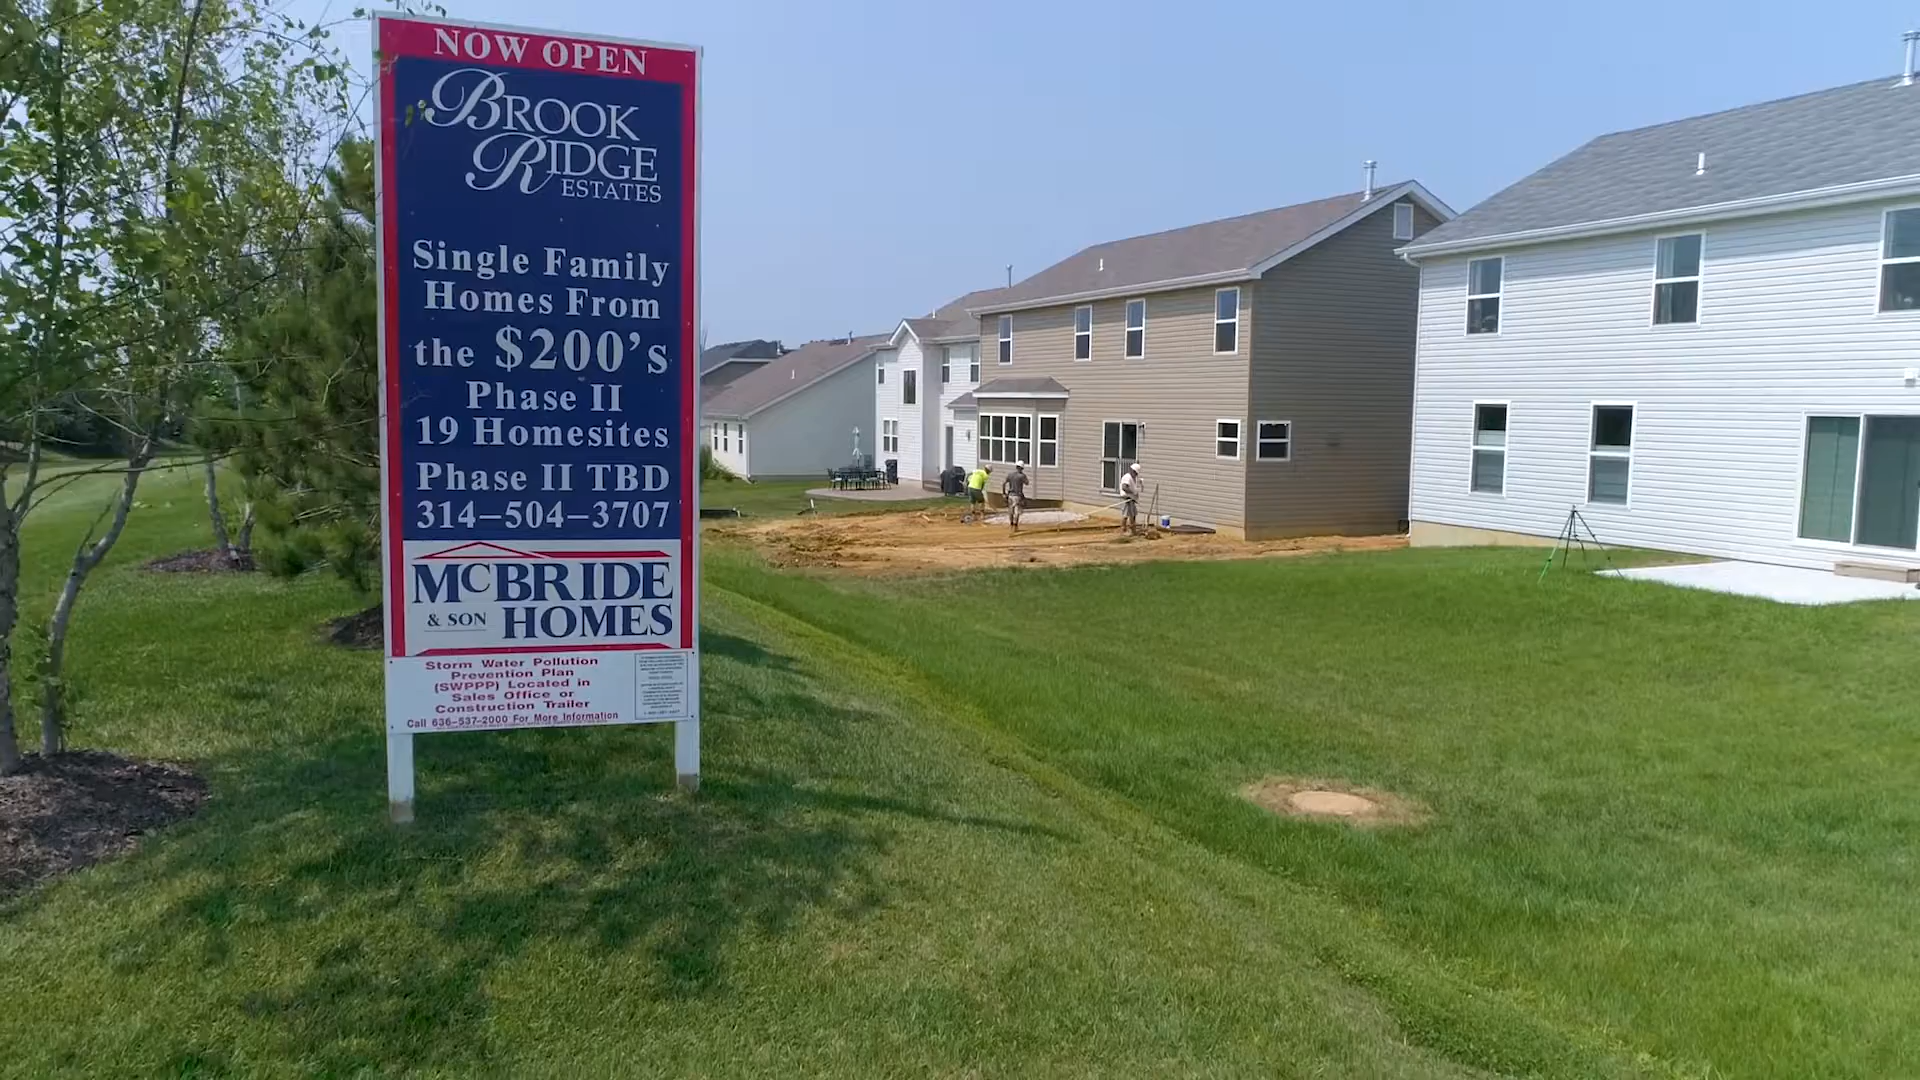 NOW OPEN
BROOK
RIDGE
ESTATES
Single Family
Homes From
the $200's
Phase II
19 Homesites
Phase II TBD
314-504-3707
McBRIDE
& SON HOMES
Storm Water Pollution
Prevention Plan
(SWPPP) Located in
Sales Office or
Construction Trailer
Call 636-537-2000 For More Information